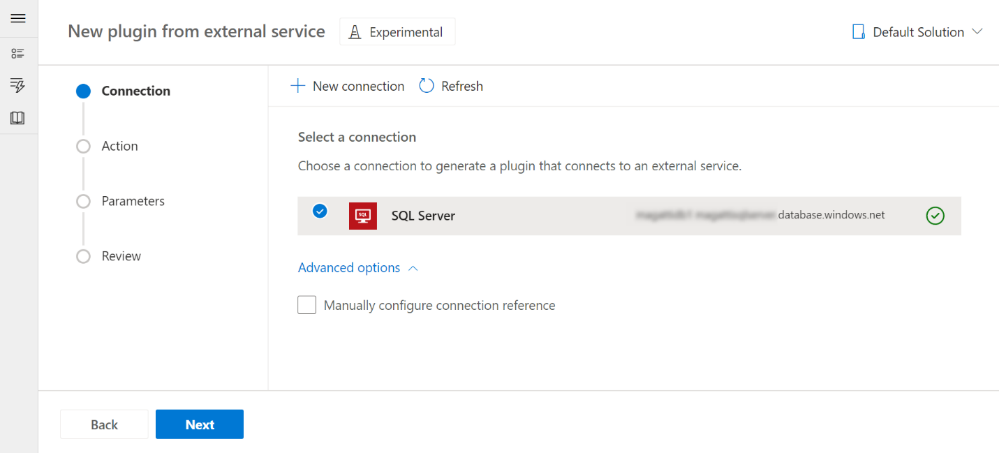 New plugin from external service
Experimental
Default Solution
Connection
Action
Parameters
Review
New connection
Refresh
Select a connection
Choose a connection to generate a plugin that connects to an external service.
SQL
SQL Server
.database.windows.net
Advanced options
Manually configure connection reference
Back
Next